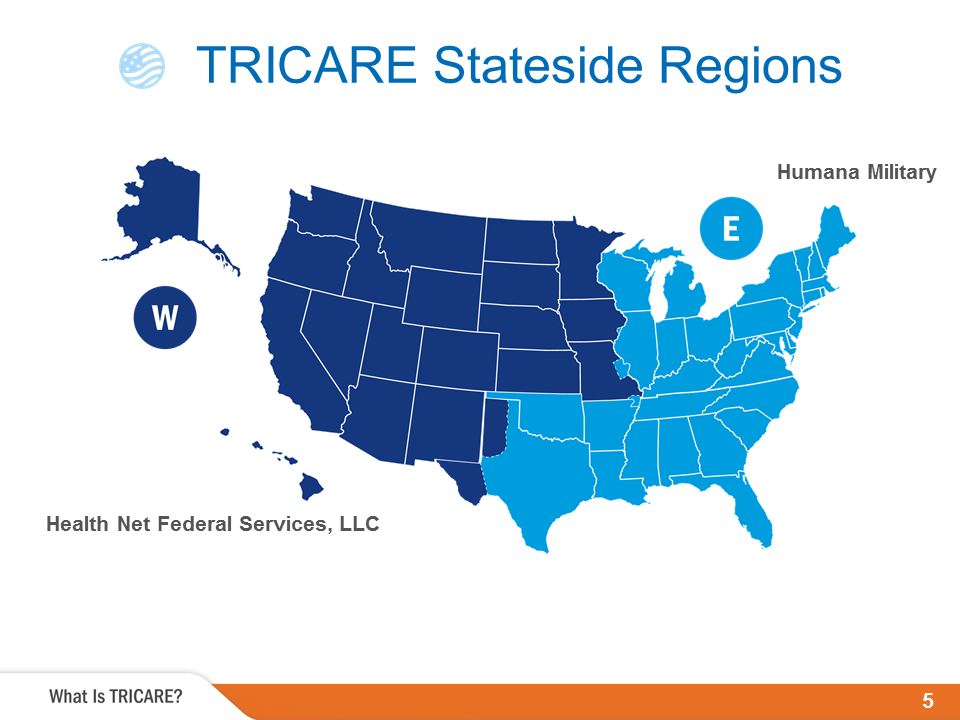 TRICARE Stateside Regions
Humana Military
E
W
Health Net Federal Services, LLC
What Is TRICARE?
5